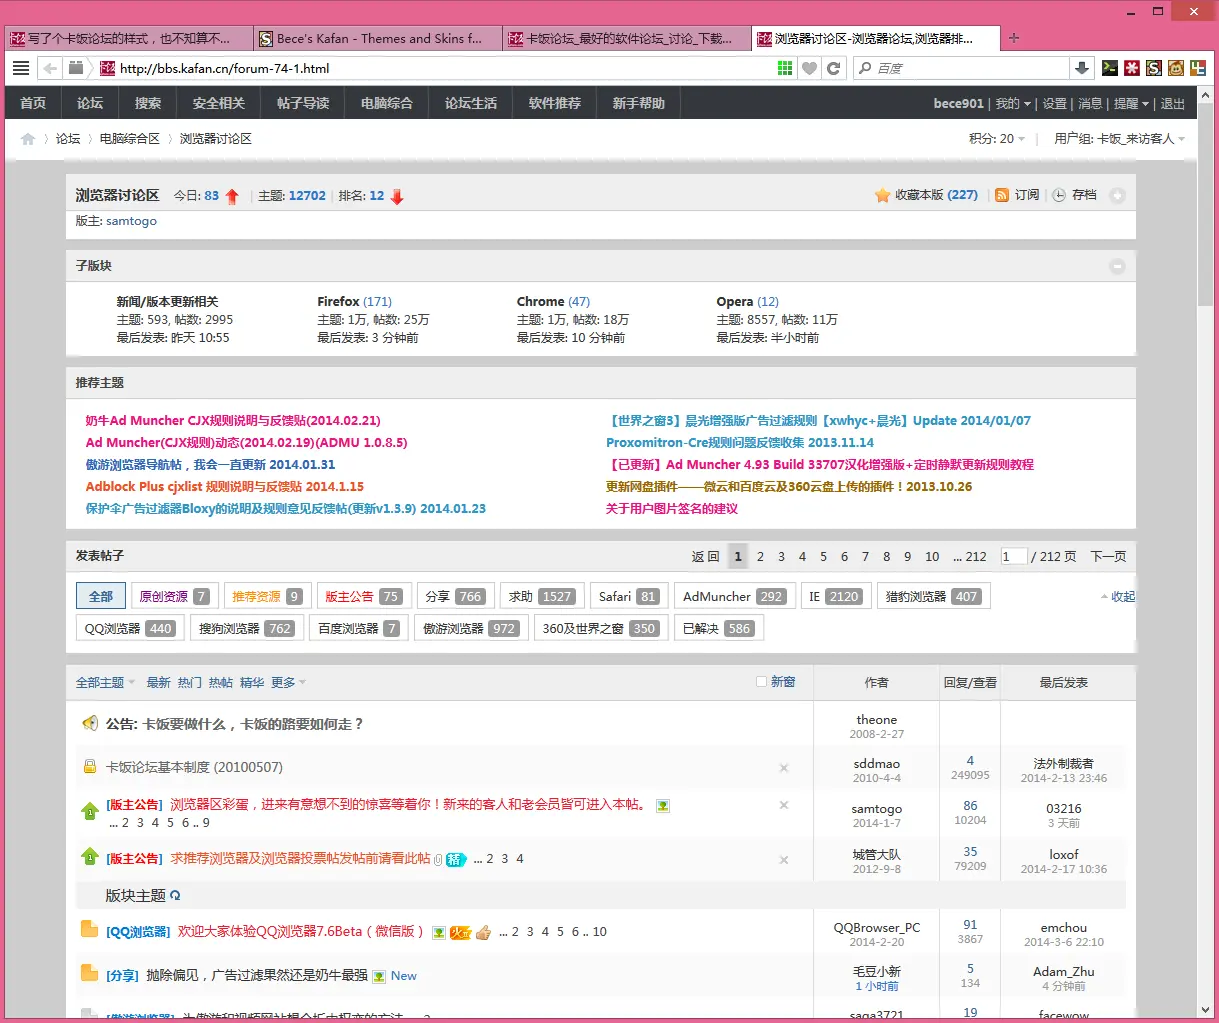 写了个卡饭论坛的样式，也不知算不... Bece's Kafan - Themes and Skins f... 卡饭论坛_最好的软件论坛_讨论_下载... 浏览器讨论区-浏览器论坛,浏览器排...
http://bbs.kafan.cn/forum-74-1.html 百度
首页 论坛 搜索 安全相关 帖子导读 电脑综合 论坛生活 软件推荐 新手帮助 bece901 | 我的 | 设置 | 消息 | 提醒 | 退出
论坛 〉 电脑综合区 〉 浏览器讨论区 积分: 20 | 用户组: 卡饭_来访客人
浏览器讨论区 今日: 83 | 主题: 12702 | 排名: 12 收藏本版 (227) | 订阅 | 存档
版主: samtogo
子版块
新闻/版本更新相关 Firefox (171) Chrome (47) Opera (12)
主题: 593, 帖数: 2995 主题: 1万, 帖数: 25万 主题: 1万, 帖数: 18万 主题: 8557, 帖数: 11万
最后发表: 昨天 10:55 最后发表: 3 分钟前 最后发表: 10 分钟前 最后发表: 半小时前
推荐主题
奶牛Ad Muncher CJX规则说明与反馈贴(2014.02.21) 【世界之窗3】晨光增强版广告过滤规则【xwhyc+晨光】Update 2014/01/07
Ad Muncher(CJX规则)动态(2014.02.19)(ADMU 1.0.8.5) Proxomitron-Cre规则问题反馈收集 2013.11.14
傲游浏览器导航帖，我会一直更新 2014.01.31 【已更新】Ad Muncher 4.93 Build 33707汉化增强版+定时静默更新规则教程
Adblock Plus cjxlist 规则说明与反馈贴 2014.1.15 更新网盘插件——微云和百度云及360云盘上传的插件！2013.10.26
保护伞广告过滤器Bloxy的说明及规则意见反馈帖(更新v1.3.9) 2014.01.23 关于用户图片签名的建议
发表帖子 返 回 1 2 3 4 5 6 7 8 9 10 ... 212 1 / 212 页 下一页
全部 原创资源 7 推荐资源 9 版主公告 75 分享 766 求助 1527 Safari 81 AdMuncher 292 IE 2120 猎豹浏览器 407 收起
QQ浏览器 440 搜狗浏览器 762 百度浏览器 7 傲游浏览器 972 360及世界之窗 350 已解决 586
全部主题 最新 热门 热帖 精华 更多 新窗 作者 回复/查看 最后发表
公告: 卡饭要做什么，卡饭的路要如何走？ theone
2008-2-27
卡饭论坛基本制度 (20100507) sddmao 4 法外制裁者
2010-4-4 249095 2014-2-13 23:46
[版主公告] 浏览器区彩蛋，进来有意想不到的惊喜等着你！新来的客人和老会员皆可进入本帖。 samtogo 86 03216
... 2 3 4 5 6 .. 9 2014-1-7 10204 3 天前
[版主公告] 求推荐浏览器及浏览器投票帖发帖前请看此帖 精 ... 2 3 4 城管大队 35 loxof
2012-9-8 79209 2014-2-17 10:36
版块主题
[QQ浏览器] 欢迎大家体验QQ浏览器7.6Beta（微信版） 火 ... 2 3 4 5 6 .. 10 QQBrowser_PC 91 emchou
2014-2-20 3867 2014-3-6 22:10
[分享] 抛除偏见，广告过滤果然还是奶牛最强 New 毛豆小新 5 Adam_Zhu
1 小时前 134 4 分钟前
[傲游浏览器] saga3721 19 facewow